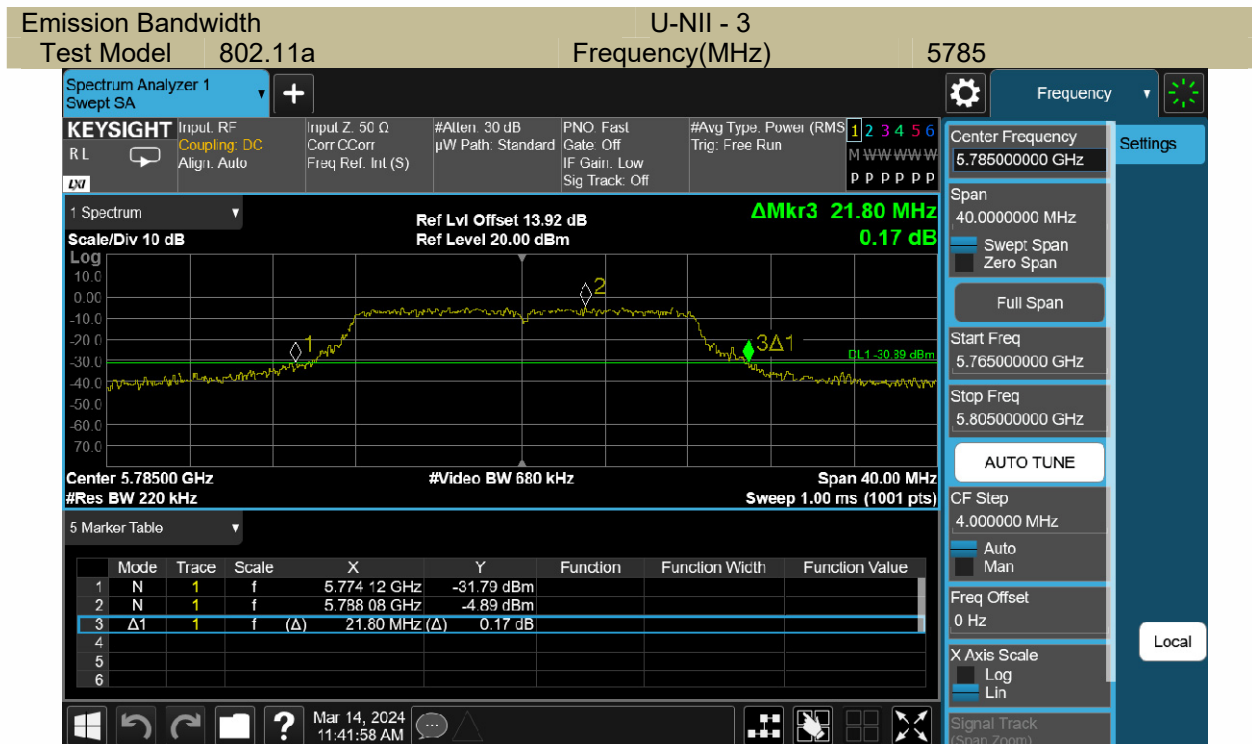 Emission Bandwidth U-NII - 3
Test Model 802.11a Frequency(MHz) 5785
Spectrum Analyzer 1
Swept SA
+
Frequency
KEYSIGHT Input: RF Input Z: 50 Ω #Atten: 30 dB PNO: Fast #Avg Type: Power (RMS 1 2 3 4 5 6
RL Coupling: DC Corr CCorr µW Path: Standard Gate: Off Trig: Free Run M W W W W W
Align: Auto Freq Ref: Int (S) IF Gain: Low
LXI Sig Track: Off P P P P P P
1 Spectrum
Ref Lvl Offset 13.92 dB ΔMkr3 21.80 MHz
Scale/Div 10 dB Ref Level 20.00 dBm 0.17 dB
Log
10.0
0.00
-10.0
-20.0
-30.0
-40.0
-50.0
-60.0
70.0
1
2
3Δ1
DL1 -30.89 dBm
Center 5.78500 GHz #Video BW 680 kHz Span 40.00 MHz
#Res BW 220 kHz Sweep 1.00 ms (1001 pts)
5 Marker Table
Mode Trace Scale X Y Function Function Width Function Value
1 N 1 f 5.774 12 GHz -31.79 dBm
2 N 1 f 5.788 08 GHz -4.89 dBm
3 Δ1 1 f (Δ) 21.80 MHz (Δ) 0.17 dB
4
5
6
Mar 14, 2024
11:41:58 AM
?
Center Frequency
5.785000000 GHz
Settings
Span
40.0000000 MHz
Swept Span
Zero Span
Full Span
Start Freq
5.765000000 GHz
Stop Freq
5.805000000 GHz
AUTO TUNE
CF Step
4.000000 MHz
Auto
Man
Freq Offset
0 Hz
Local
X Axis Scale
Log
Lin
Signal Track
(Span Zoom)